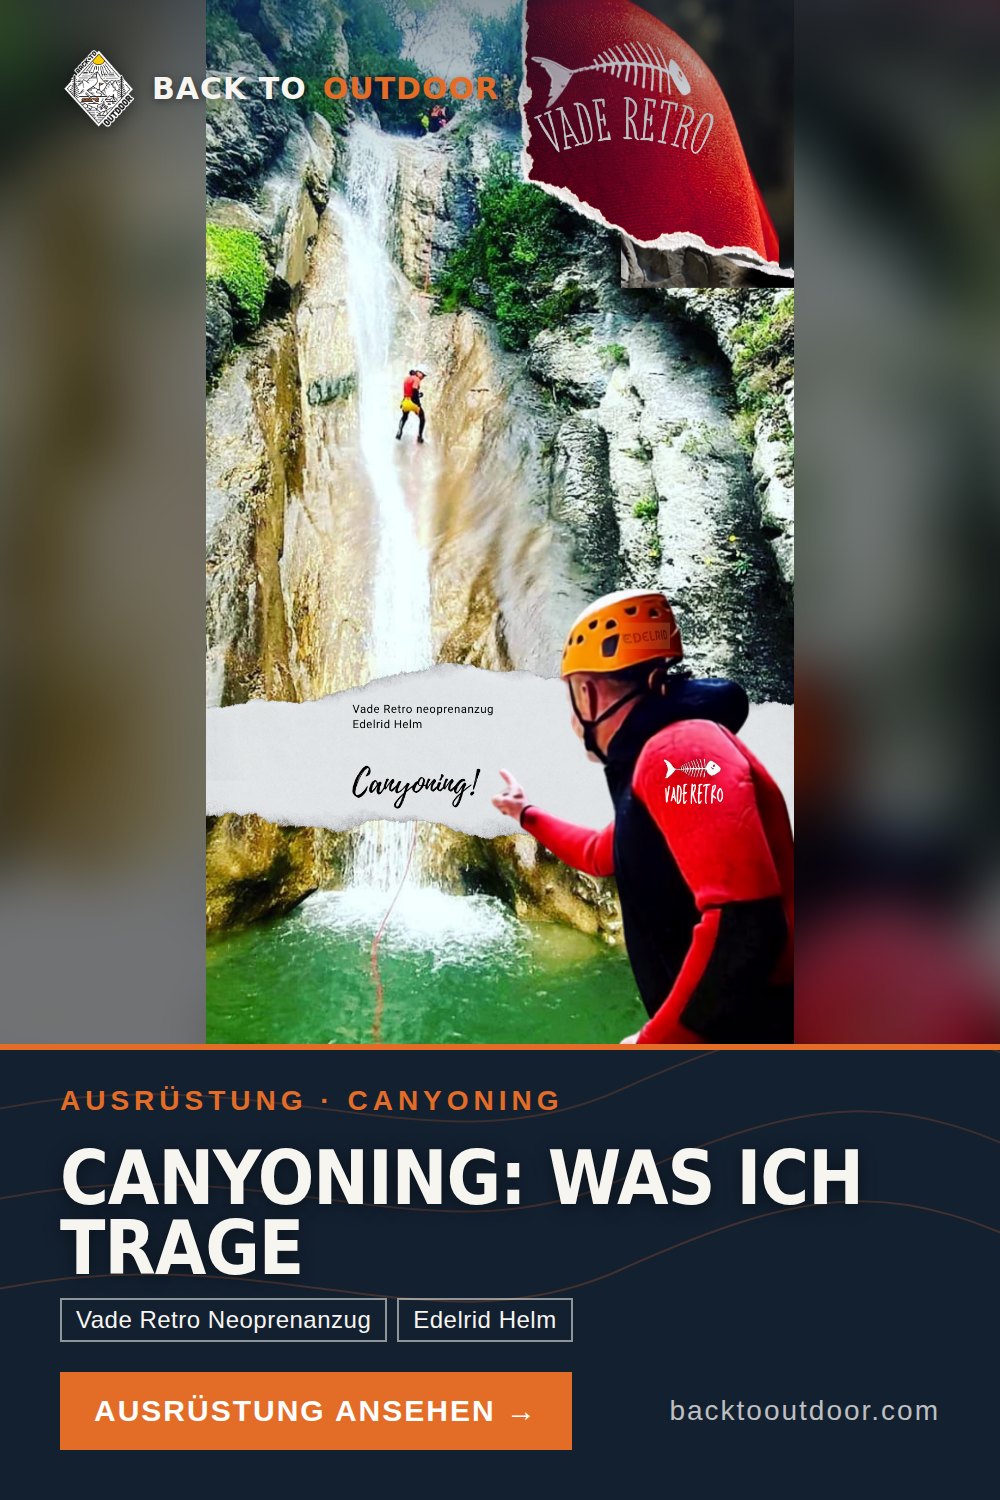 BACK TO OUTDOOR
VADE RETRO
EDELRID
Vade Retro neoprenanzug
Edelrid Helm
Canyoning!
VADE RETRO
AUSRÜSTUNG · CANYONING
CANYONING: WAS ICH
TRAGE
Vade Retro Neoprenanzug
Edelrid Helm
AUSRÜSTUNG ANSEHEN →
backtooutdoor.com